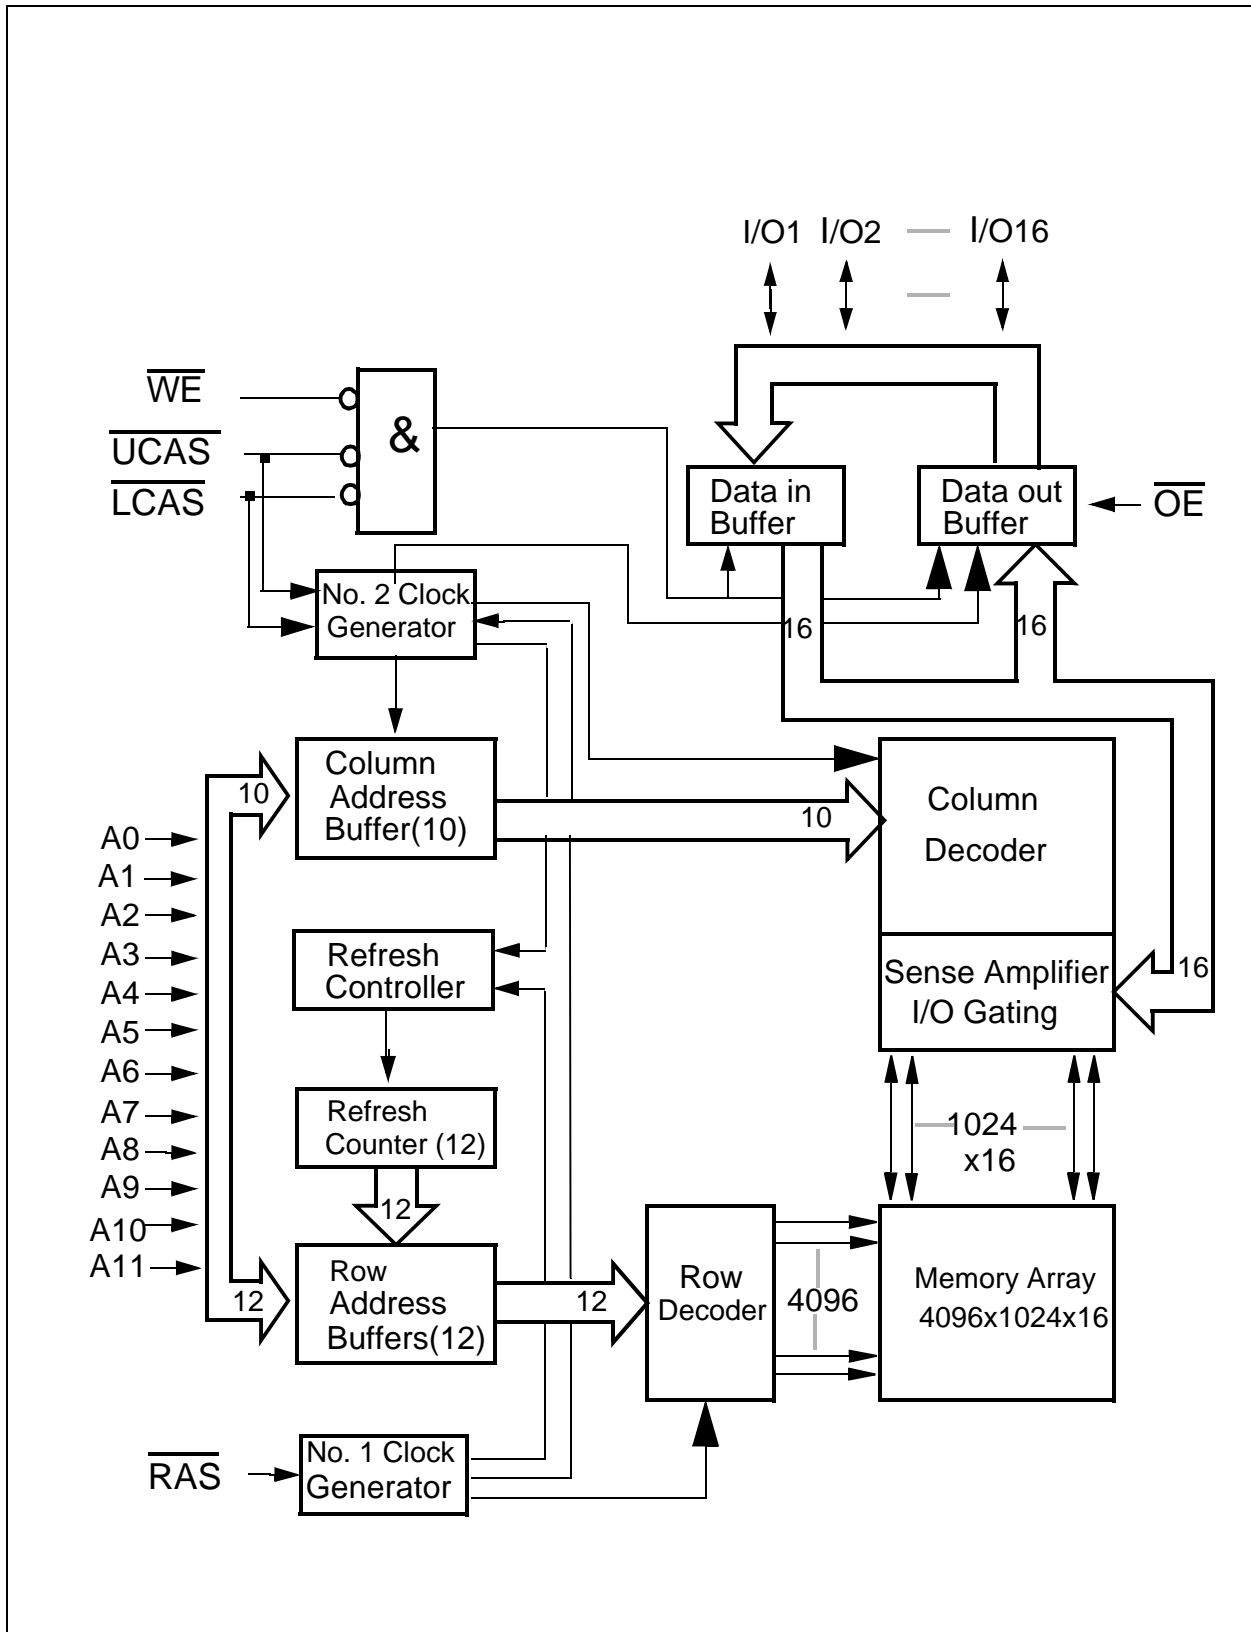 I/O1 I/O2 I/O16
WE
UCAS
LCAS
&
Data in
Buffer
Data out
Buffer
OE
No. 2 Clock
Generator
16
16
Column
Address
Buffer(10)
10
10
Column
Decoder
A0
A1
A2
A3
A4
A5
A6
A7
A8
A9
A10
A11
Refresh
Controller
Sense Amplifier
I/O Gating
16
Refresh
Counter (12)
1024
x16
12
Row
Address
Buffers(12)
12
12
Row
Decoder
4096
Memory Array
4096x1024x16
RAS
No. 1 Clock
Generator